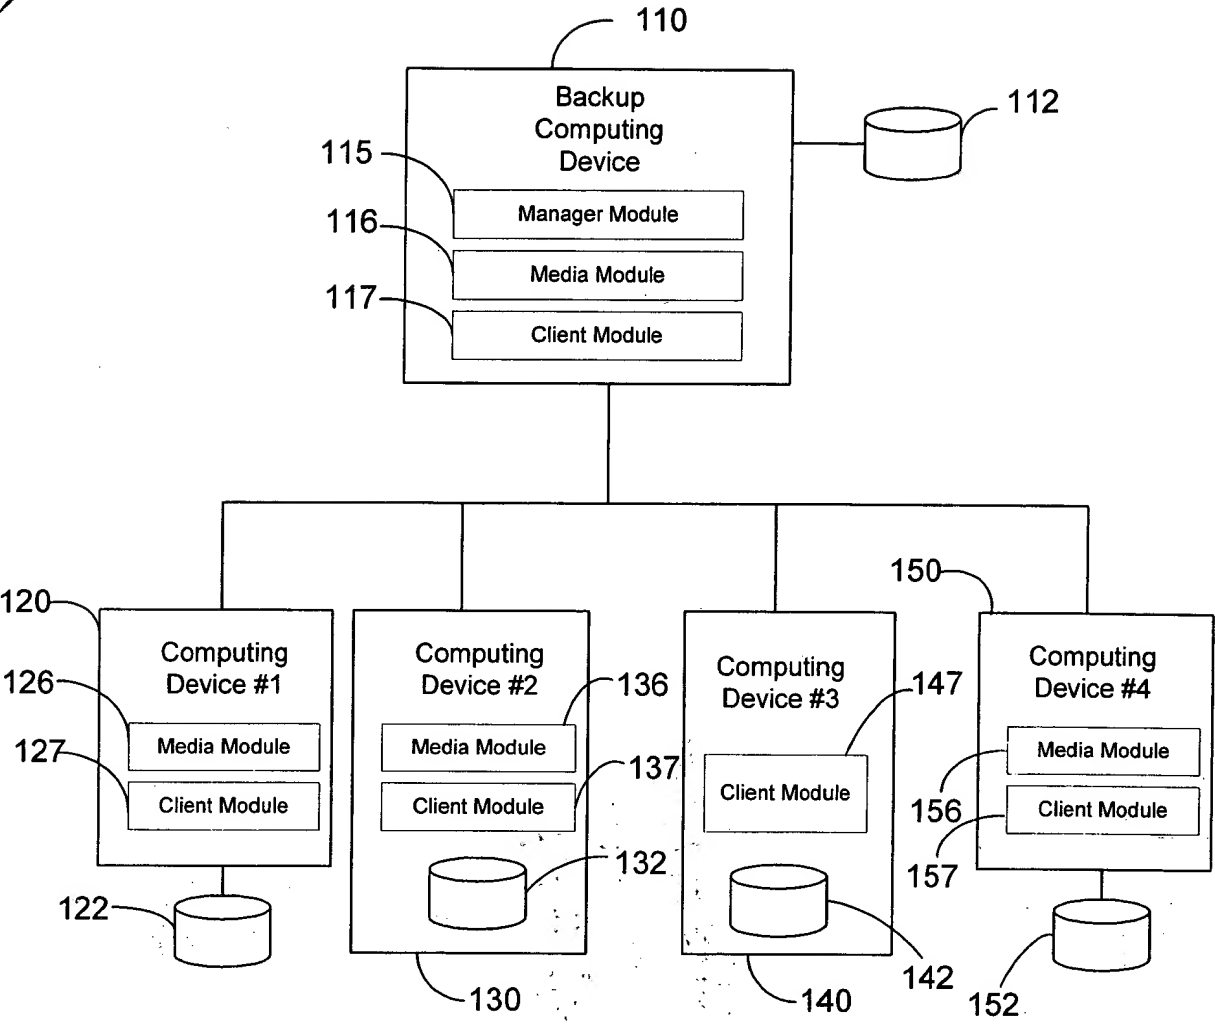 110
Backup
Computing
Device
112
115
Manager Module
116
Media Module
117
Client Module
120
Computing
Device #1
126
Media Module
127
Client Module
122
Computing
Device #2
136
Media Module
137
Client Module
132
130
Computing
Device #3
147
Client Module
142
140
150
Computing
Device #4
Media Module
156
Client Module
157
152